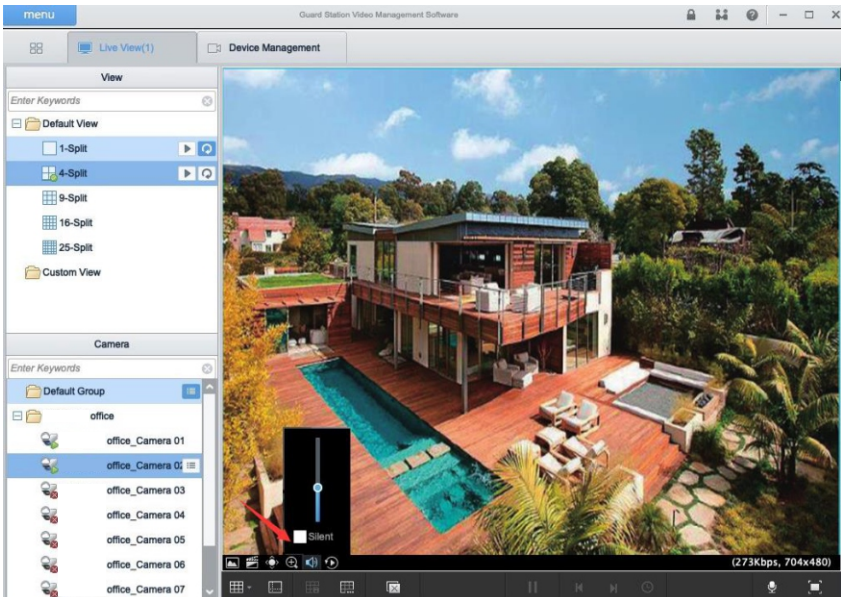 menu
Guard Station Video Management Software
Live View(1)
Device Management
View
Enter Keywords
Default View
1-Split
4-Split
9-Split
16-Split
25-Split
Custom View
Camera
Enter Keywords
Default Group
office
office_Camera 01
office_Camera 02
office_Camera 03
office_Camera 04
office_Camera 05
office_Camera 06
office_Camera 07
Silent
(273Kbps, 704x480)